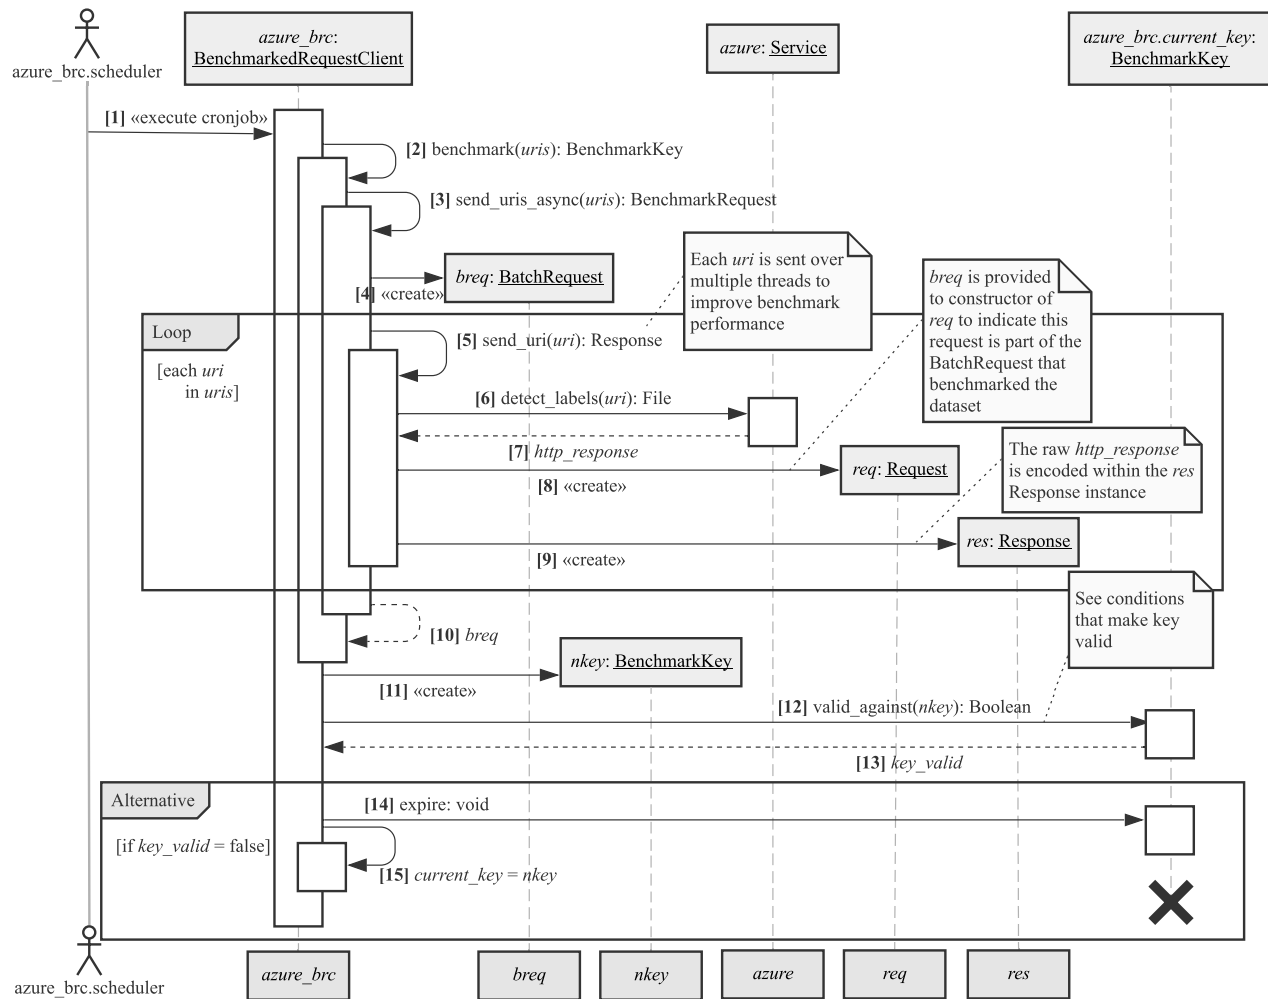 azure_brc.scheduler
azure_brc:
BenchmarkedRequestClient
azure: Service
azure_brc.current_key:
BenchmarkKey
[1] «execute cronjob»
[2] benchmark(uris): BenchmarkKey
[3] send_uris_async(uris): BenchmarkRequest
[4] «create»
breq: BatchRequest
Each uri is sent over
multiple threads to
improve benchmark
performance
breq is provided
to constructor of
req to indicate this
request is part of the
BatchRequest that
benchmarked the
dataset
Loop
[each uri
in uris]
[5] send_uri(uri): Response
[6] detect_labels(uri): File
[7] http_response
[8] «create»
req: Request
The raw http_response
is encoded within the res
Response instance
[9] «create»
res: Response
See conditions
that make key
valid
[10] breq
[11] «create»
nkey: BenchmarkKey
[12] valid_against(nkey): Boolean
[13] key_valid
Alternative
[if key_valid = false]
[14] expire: void
[15] current_key = nkey
azure_brc.scheduler
azure_brc
breq
nkey
azure
req
res